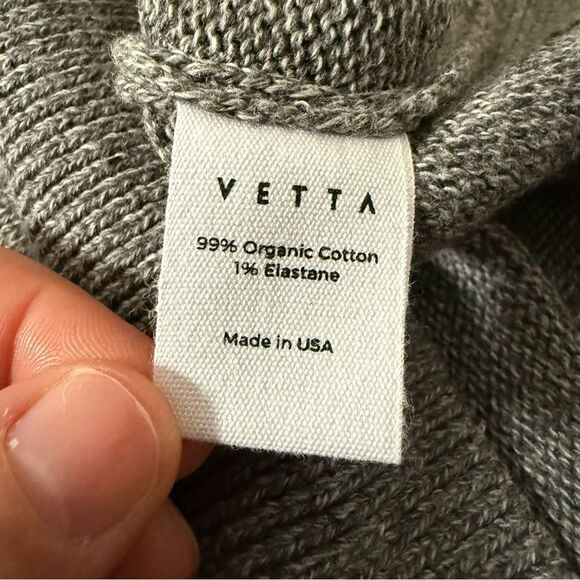 VETTA
99% Organic Cotton
1% Elastane
Made in USA